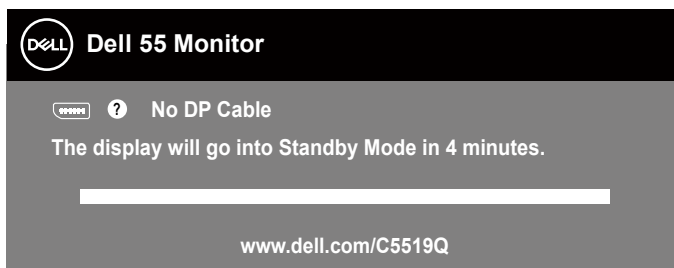 DELL Dell 55 Monitor
? No DP Cable
The display will go into Standby Mode in 4 minutes.
www.dell.com/C5519Q